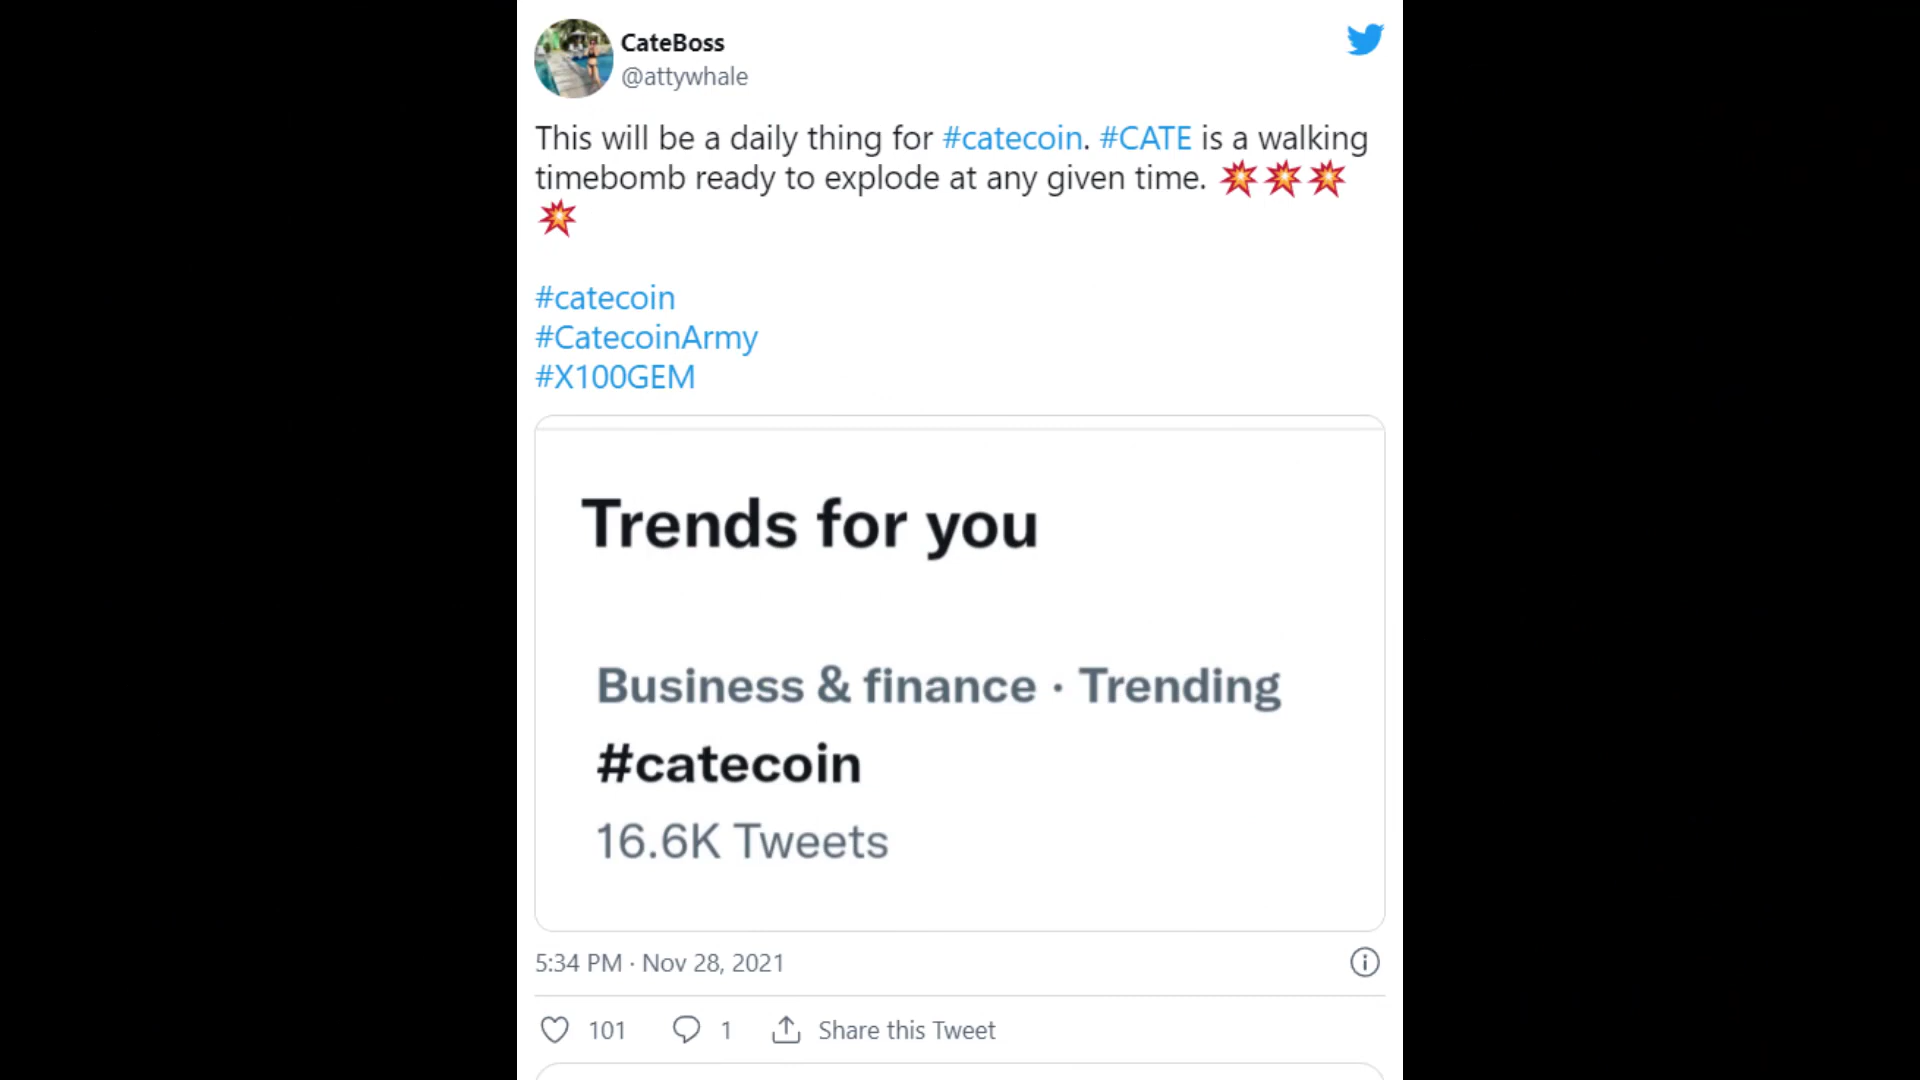 CateBoss
@attywhale
This will be a daily thing for #catecoin. #CATE is a walking
timebomb ready to explode at any given time. 💥💥💥
💥
#catecoin
#CatecoinArmy
#X100GEM
Trends for you
Business & finance · Trending
#catecoin
16.6K Tweets
5:34 PM · Nov 28, 2021
101 1 Share this Tweet